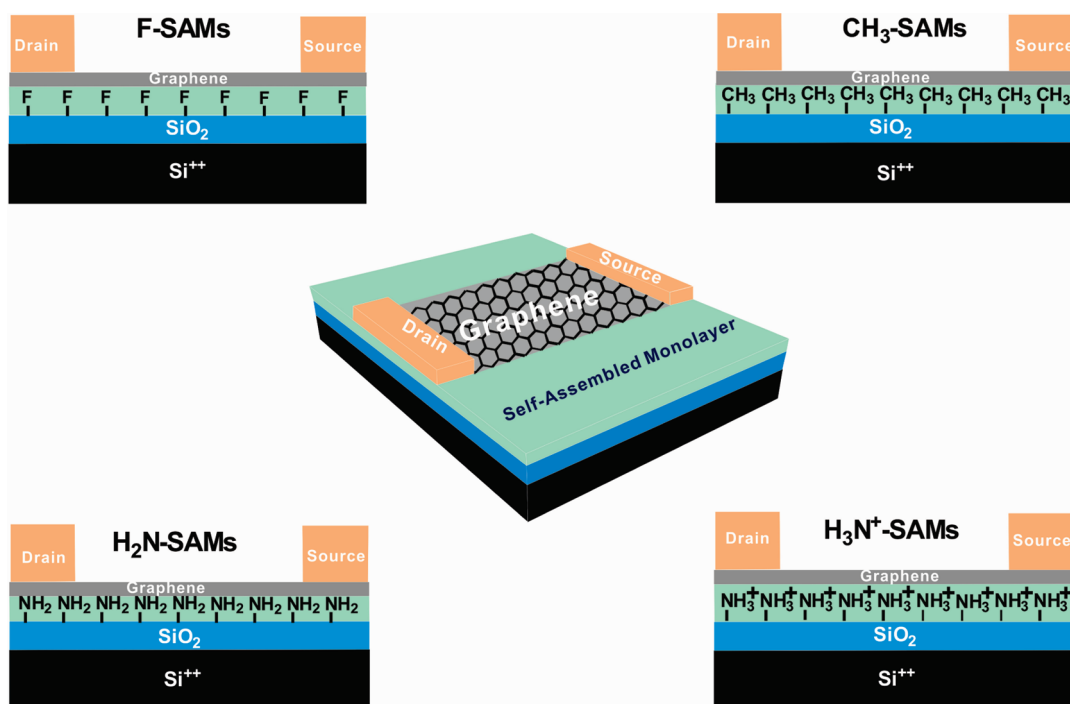 F-SAMs
Drain
Source
Graphene
F F F F F F F F F
SiO₂
Si⁺⁺
CH₃-SAMs
Drain
Source
Graphene
CH₃ CH₃ CH₃ CH₃ CH₃ CH₃ CH₃ CH₃ CH₃
SiO₂
Si⁺⁺
Source
Graphene
Drain
Self-Assembled Monolayer
H₂N-SAMs
Drain
Source
Graphene
NH₂ NH₂ NH₂ NH₂ NH₂ NH₂ NH₂ NH₂ NH₂
SiO₂
Si⁺⁺
H₃N⁺-SAMs
Drain
Source
Graphene
NH₃⁺ NH₃⁺ NH₃⁺ NH₃⁺ NH₃⁺ NH₃⁺ NH₃⁺ NH₃⁺ NH₃⁺
SiO₂
Si⁺⁺